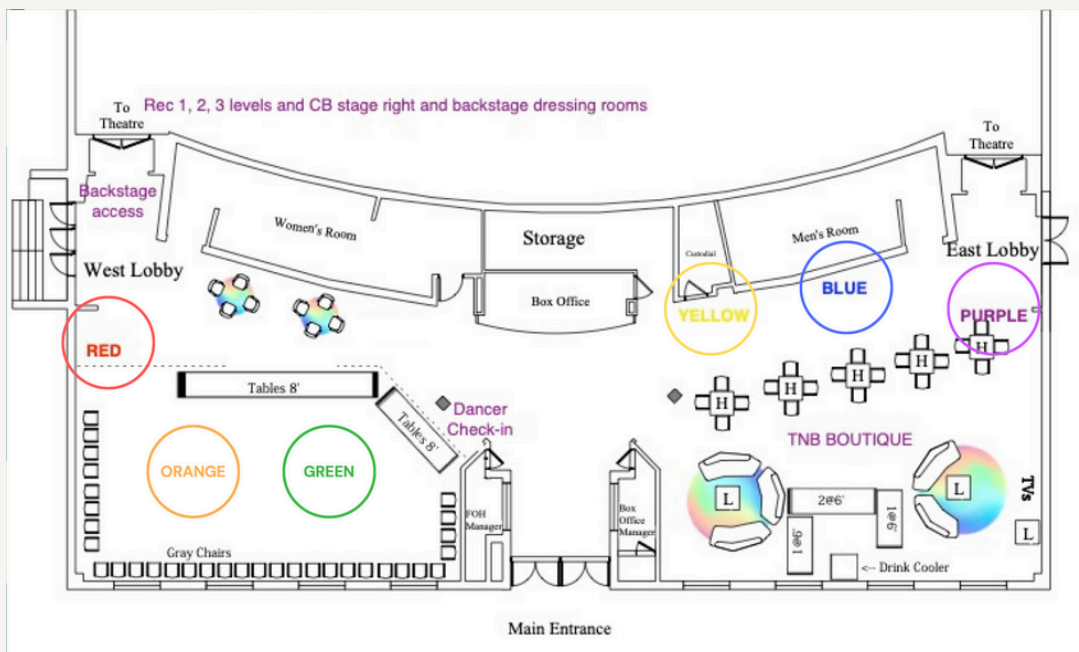 Rec 1, 2, 3 levels and CB stage right and backstage dressing rooms
To
Theatre
To
Theatre
Backstage
access
Women's Room
Storage
Custodial
Men's Room
West Lobby
East Lobby
Box Office
RED
YELLOW
BLUE
PURPLE
H
H
H
H
H
Tables 8'
Tables 8'
Dancer
Check-in
TNB BOUTIQUE
ORANGE
GREEN
L
2@6'
1@6'
1@6'
L
TVs
L
FOH
Manager
Box
Office
Manager
Gray Chairs
<-- Drink Cooler
Main Entrance